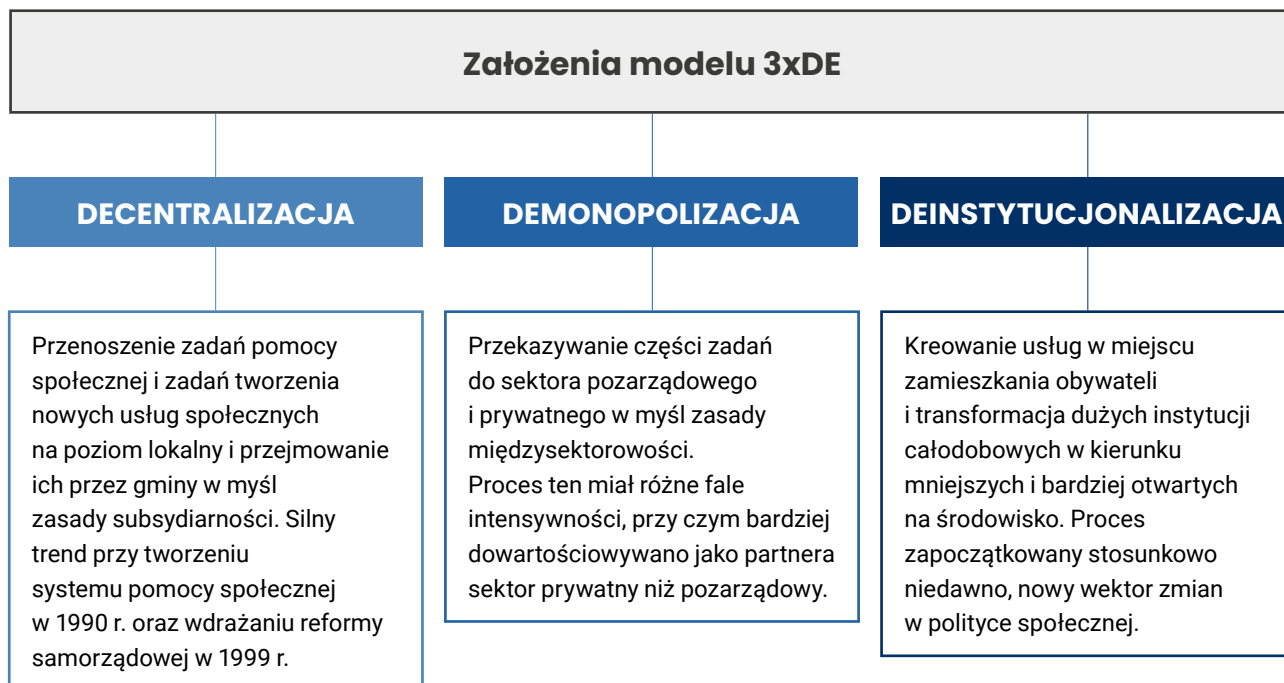 Założenia modelu 3xDE
DECENTRALIZACJA
Przenoszenie zadań pomocy
społecznej i zadań tworzenia
nowych usług społecznych
na poziom lokalny i przejmowanie
ich przez gminy w myśl
zasady subsydiarności. Silny
trend przy tworzeniu
systemu pomocy społecznej
w 1990 r. oraz wdrażaniu reformy
samorządowej w 1999 r.
DEMONOPOLIZACJA
Przekazywanie części zadań
do sektora pozarządowego
i prywatnego w myśl zasady
międzysektorowości.
Proces ten miał różne fale
intensywności, przy czym bardziej
dowartościowywano jako partnera
sektor prywatny niż pozarządowy.
DEINSTYTUCJONALIZACJA
Kreowanie usług w miejscu
zamieszkania obywateli
i transformacja dużych instytucji
całodobowych w kierunku
mniejszych i bardziej otwartych
na środowisko. Proces
zapoczątkowany stosunkowo
niedawno, nowy wektor zmian
w polityce społecznej.